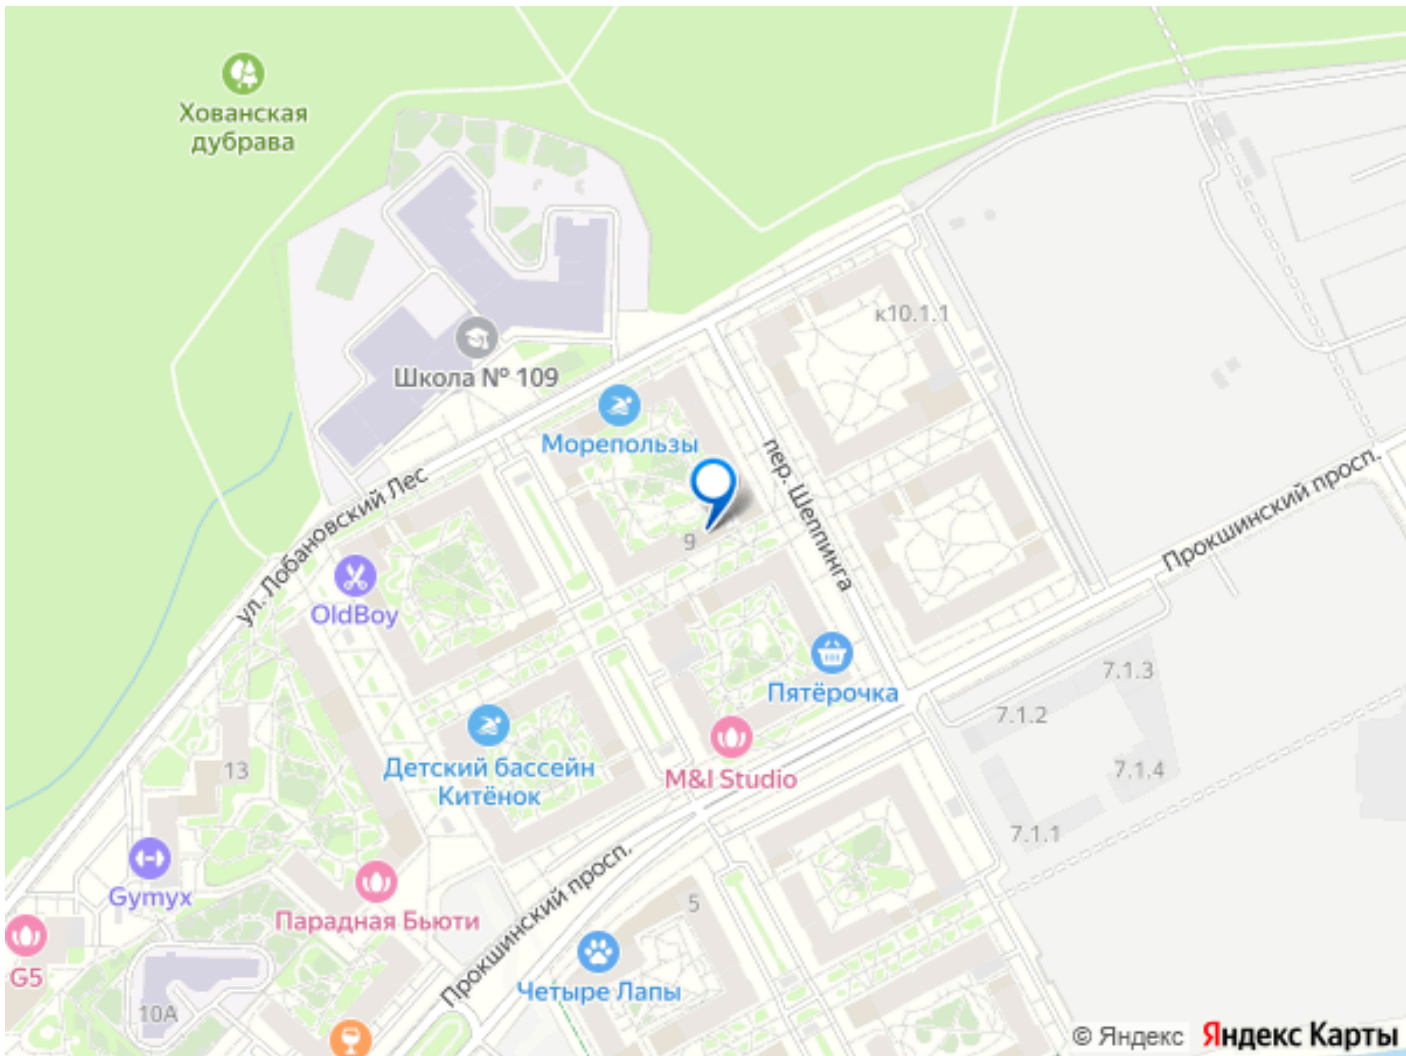 Хованская
дубрава
к10.1.1
Школа № 109
Морепользы
пер. Шеппинга
Прокшинский просп.
ул. Лобановский Лес
9
OldBoy
Пятёрочка
7.1.3
7.1.2
M&I Studio
Детский бассейн
Китёнок
13
7.1.4
7.1.1
Gymyx
Парадная Бьюти
Прокшинский просп.
5
G5
Четыре Лапы
10А
© Яндекс Яндекс Карты